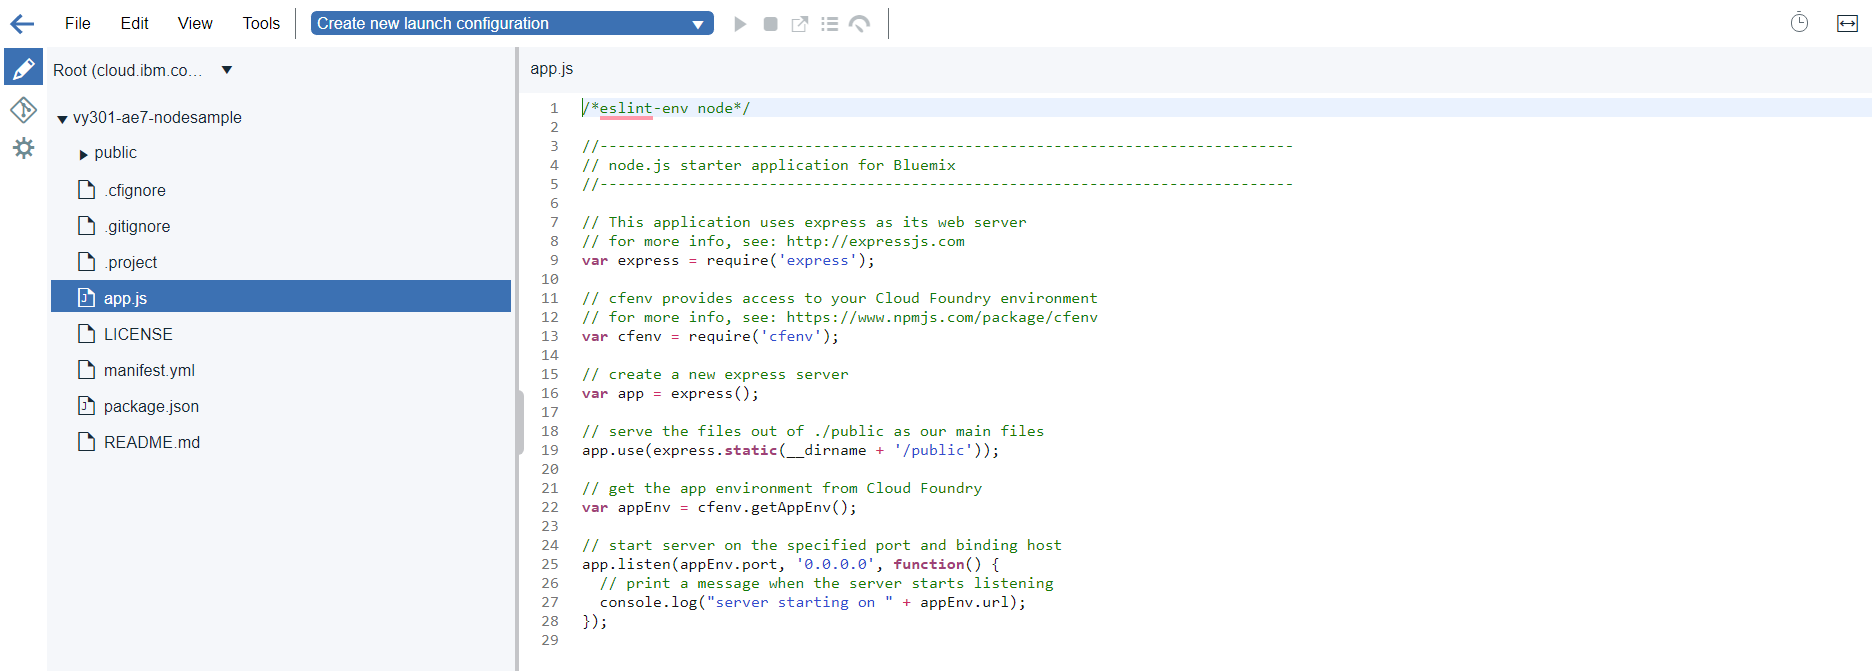 File Edit View Tools Create new launch configuration
Root (cloud.ibm.co...
vy301-ae7-nodesample
public
.cfignore
.gitignore
.project
app.js
LICENSE
manifest.yml
package.json
README.md
app.js
1 /*eslint-env node*/
2
3 //------------------------------------------------------------------------------
4 // node.js starter application for Bluemix
5 //------------------------------------------------------------------------------
6
7 // This application uses express as its web server
8 // for more info, see: http://expressjs.com
9 var express = require('express');
10
11 // cfenv provides access to your Cloud Foundry environment
12 // for more info, see: https://www.npmjs.com/package/cfenv
13 var cfenv = require('cfenv');
14
15 // create a new express server
16 var app = express();
17
18 // serve the files out of ./public as our main files
19 app.use(express.static(__dirname + '/public'));
20
21 // get the app environment from Cloud Foundry
22 var appEnv = cfenv.getAppEnv();
23
24 // start server on the specified port and binding host
25 app.listen(appEnv.port, '0.0.0.0', function() {
26   // print a message when the server starts listening
27   console.log("server starting on " + appEnv.url);
28 });
29